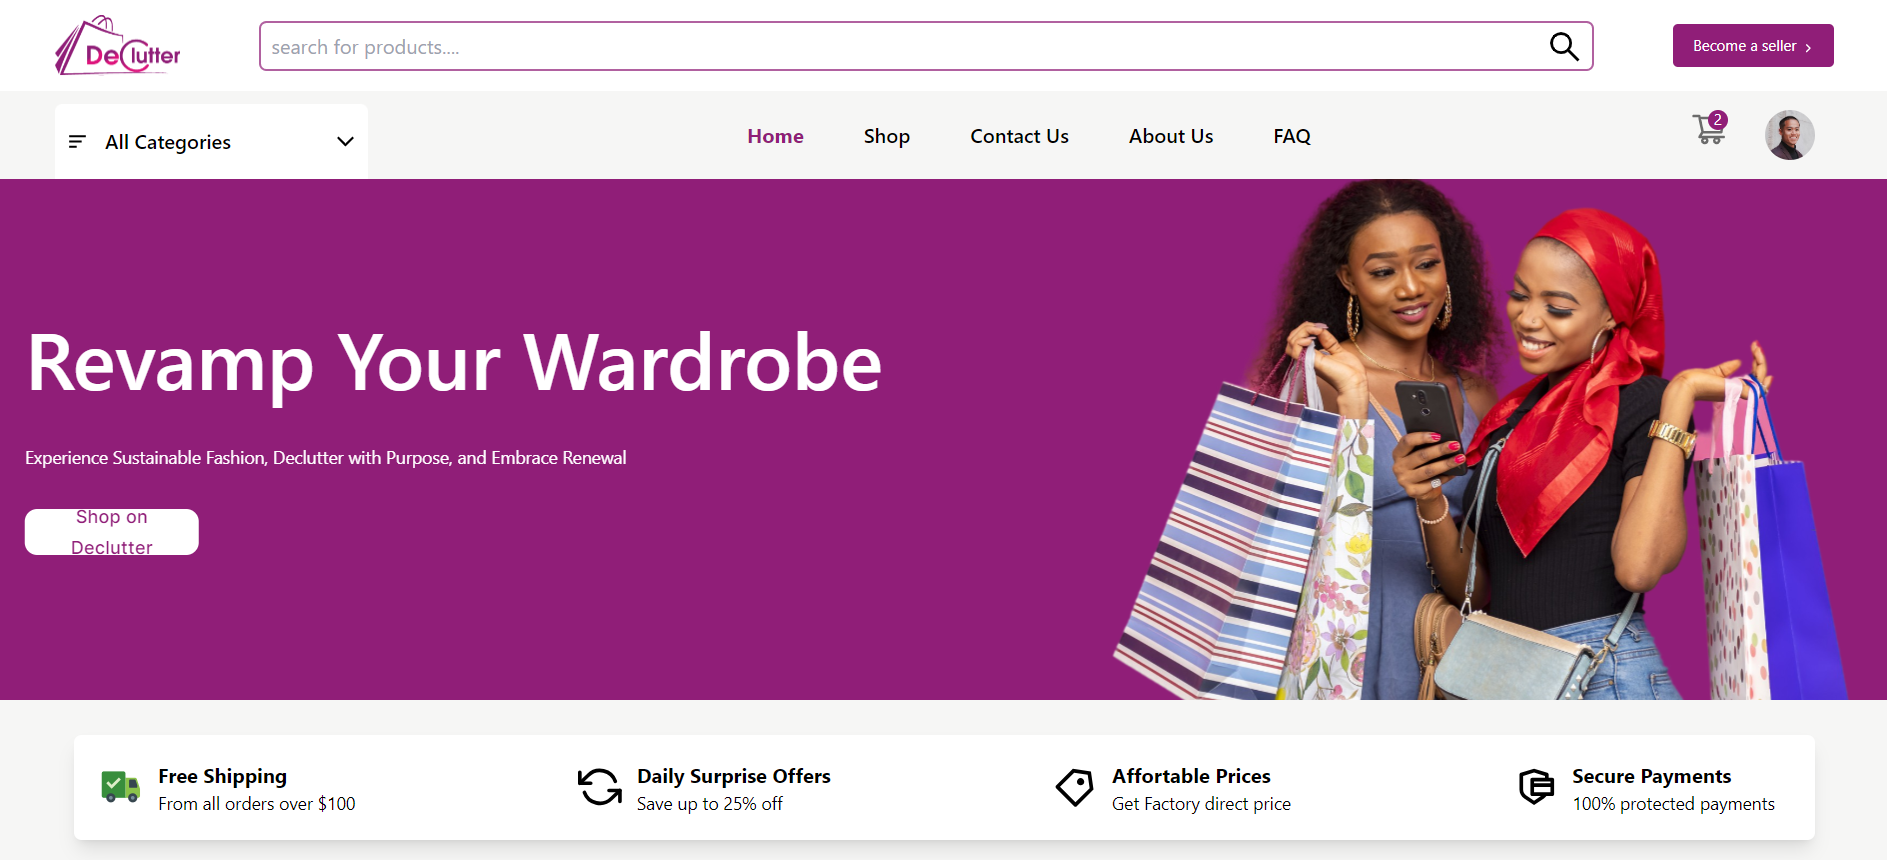 DeClutter
search for products....
Become a seller ›
All Categories
Home
Shop
Contact Us
About Us
FAQ
2
Revamp Your Wardrobe
Experience Sustainable Fashion, Declutter with Purpose, and Embrace Renewal
Shop on
Declutter
Free Shipping
From all orders over $100
Daily Surprise Offers
Save up to 25% off
Affortable Prices
Get Factory direct price
Secure Payments
100% protected payments